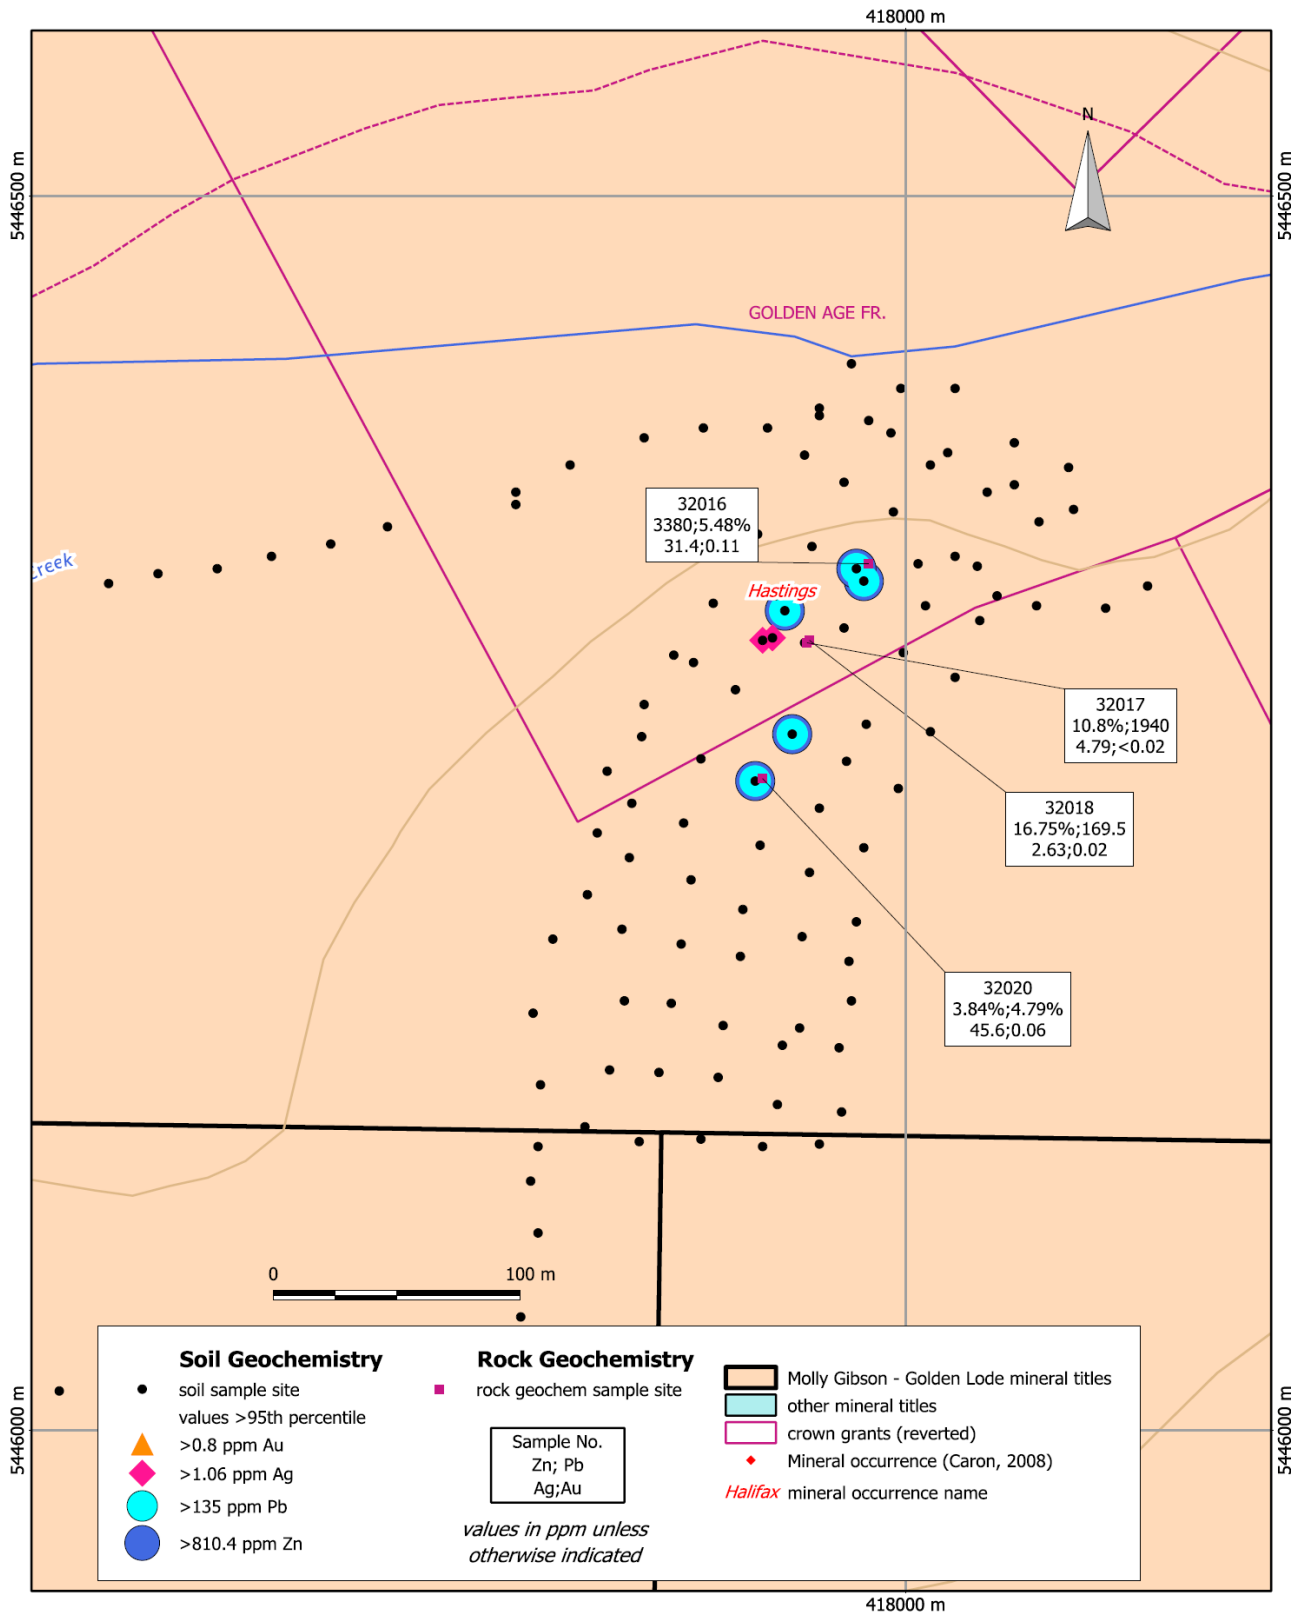 418000 m
N
5446500 m
5446500 m
GOLDEN AGE FR.
32016
3380;5.48%
31.4;0.11
Creek
Hastings
32017
10.8%;1940
4.79;<0.02
32018
16.75%;169.5
2.63;0.02
32020
3.84%;4.79%
45.6;0.06
0
100 m
Soil Geochemistry
soil sample site
values >95th percentile
>0.8 ppm Au
>1.06 ppm Ag
>135 ppm Pb
>810.4 ppm Zn
Rock Geochemistry
rock geochem sample site
Sample No.
Zn; Pb
Ag;Au
values in ppm unless
otherwise indicated
Molly Gibson - Golden Lode mineral titles
other mineral titles
crown grants (reverted)
Mineral occurrence (Caron, 2008)
Halifax mineral occurrence name
5446000 m
5446000 m
418000 m